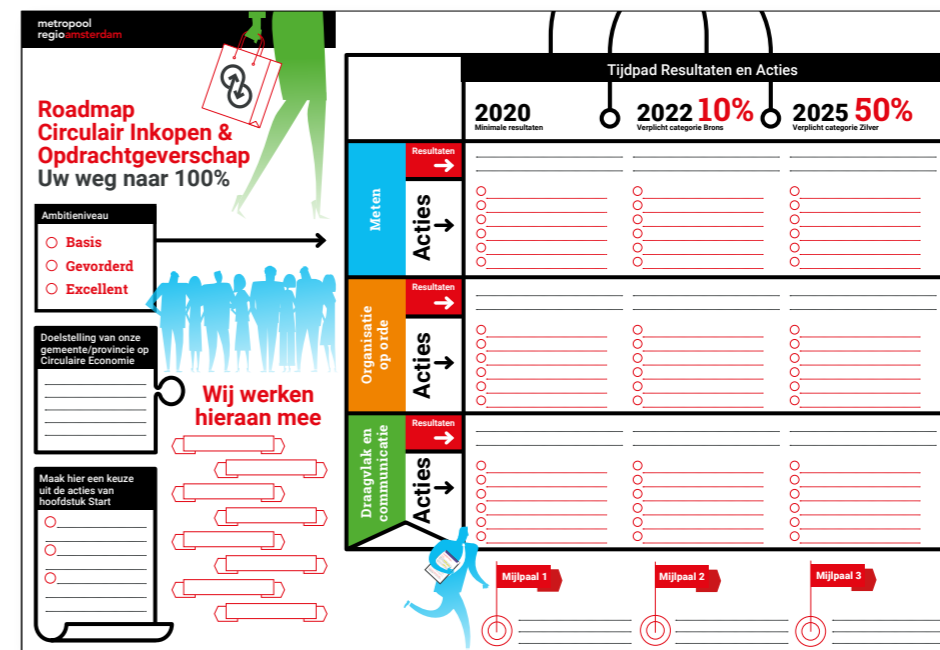 metropool
regioamsterdam
Roadmap
Circulair Inkopen &
Opdrachtgeverschap
Uw weg naar 100%
Ambitieniveau
Basis
Gevorderd
Excellent
Doelstelling van onze
gemeente/provincie op
Circulaire Economie
Wij werken
hieraan mee
Maak hier een keuze
uit de acties van
hoofdstuk Start
Tijdpad Resultaten en Acties
2020
Minimale resultaten
2022 10%
Verplicht categorie Brons
2025 50%
Verplicht categorie Zilver
Meten
Resultaten
Acties
Organisatie
op orde
Resultaten
Acties
Draagvlak en
communicatie
Resultaten
Acties
Mijlpaal 1
Mijlpaal 2
Mijlpaal 3